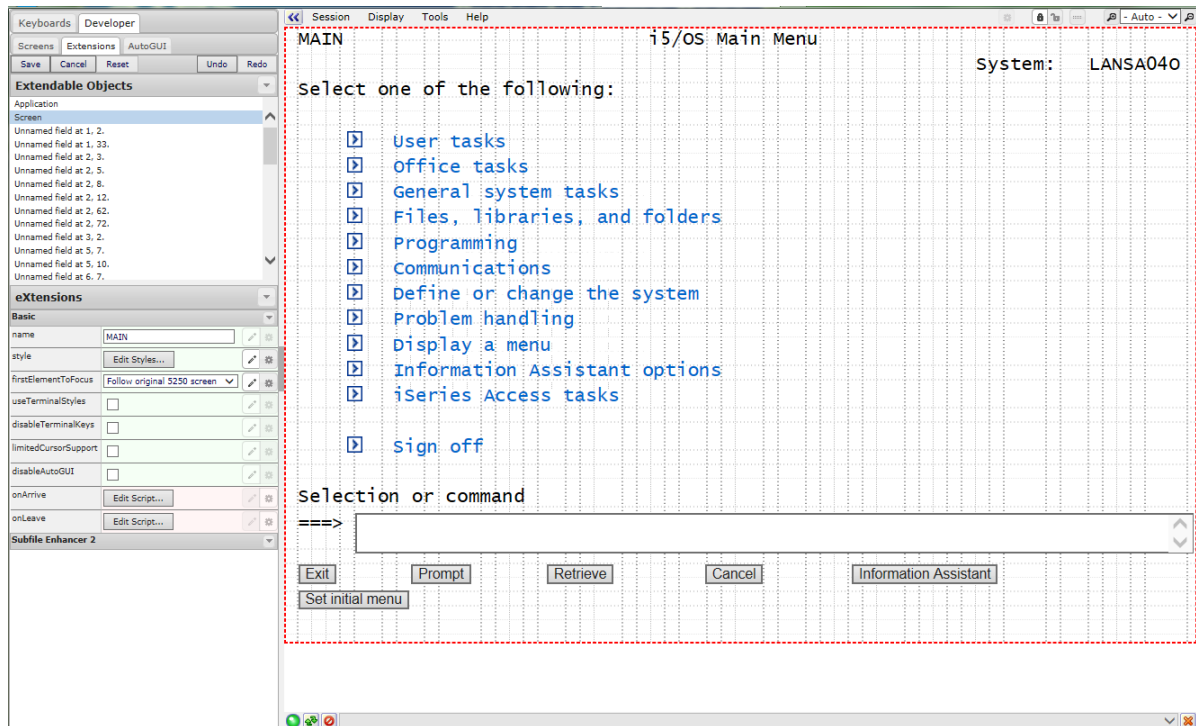 Keyboards Developer
Screens Extensions AutoGUI
Save Cancel Reset Undo Redo
Extendable Objects
Application
Screen
Unnamed field at 1, 2.
Unnamed field at 1, 33.
Unnamed field at 2, 3.
Unnamed field at 2, 5.
Unnamed field at 2, 8.
Unnamed field at 2, 12.
Unnamed field at 2, 62.
Unnamed field at 2, 72.
Unnamed field at 3, 2.
Unnamed field at 5, 7.
Unnamed field at 5, 10.
Unnamed field at 6, 7.
eXtensions
Basic
name MAIN
style Edit Styles...
firstElementToFocus Follow original 5250 screen
useTerminalStyles
disableTerminalKeys
limitedCursorSupport
disableAutoGUI
onArrive Edit Script...
onLeave Edit Script...
Subfile Enhancer 2
Session Display Tools Help
- Auto -
MAIN i5/OS Main Menu
System: LANSA04O
Select one of the following:
User tasks
Office tasks
General system tasks
Files, libraries, and folders
Programming
Communications
Define or change the system
Problem handling
Display a menu
Information Assistant options
iSeries Access tasks
Sign off
Selection or command
===>
Exit Prompt Retrieve Cancel Information Assistant
Set initial menu